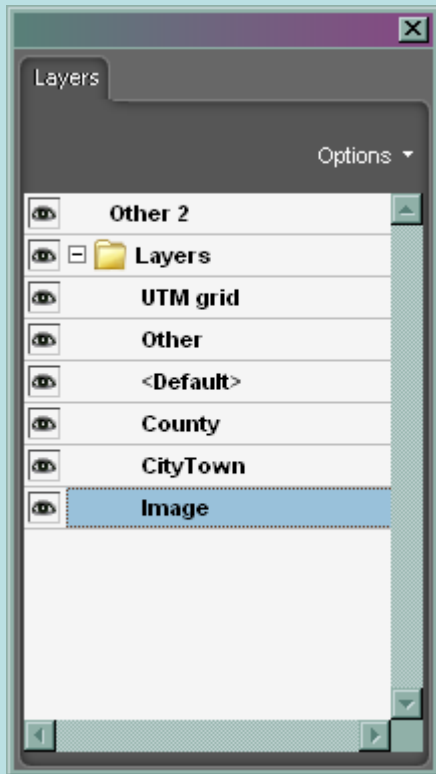 Layers
Options
Other 2
Layers
UTM grid
Other
<Default>
County
CityTown
Image